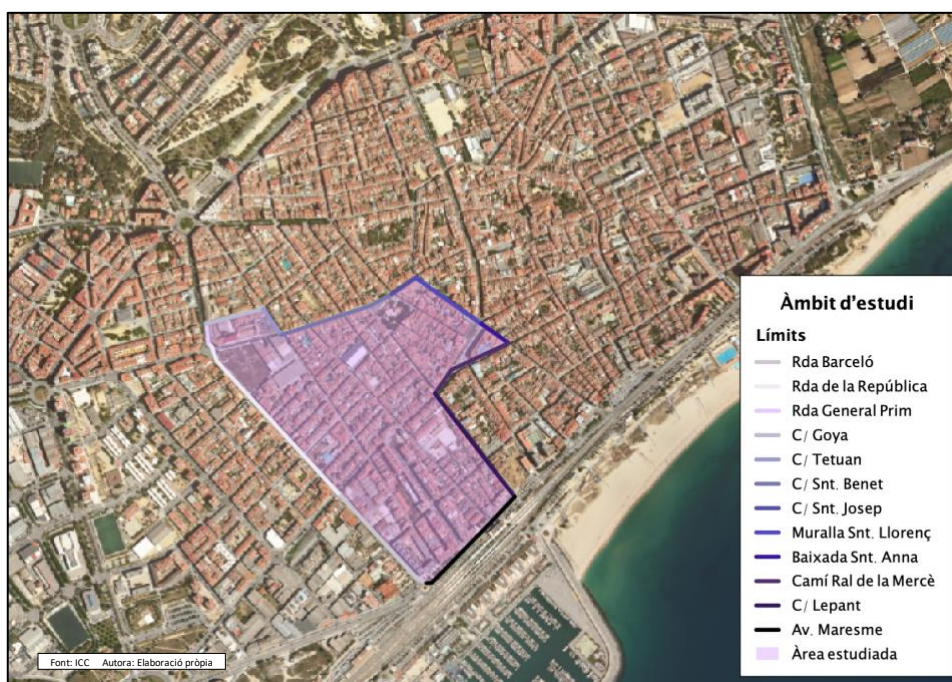 Àmbit d'estudi
Límits
Rda Barceló
Rda de la República
Rda General Prim
C/ Goya
C/ Tetuan
C/ Snt. Benet
C/ Snt. Josep
Muralla Snt. Llorenç
Baixada Snt. Anna
Camí Ral de la Mercè
C/ Lepant
Av. Maresme
Àrea estudiada
Font: ICC Autora: Elaboració pròpia